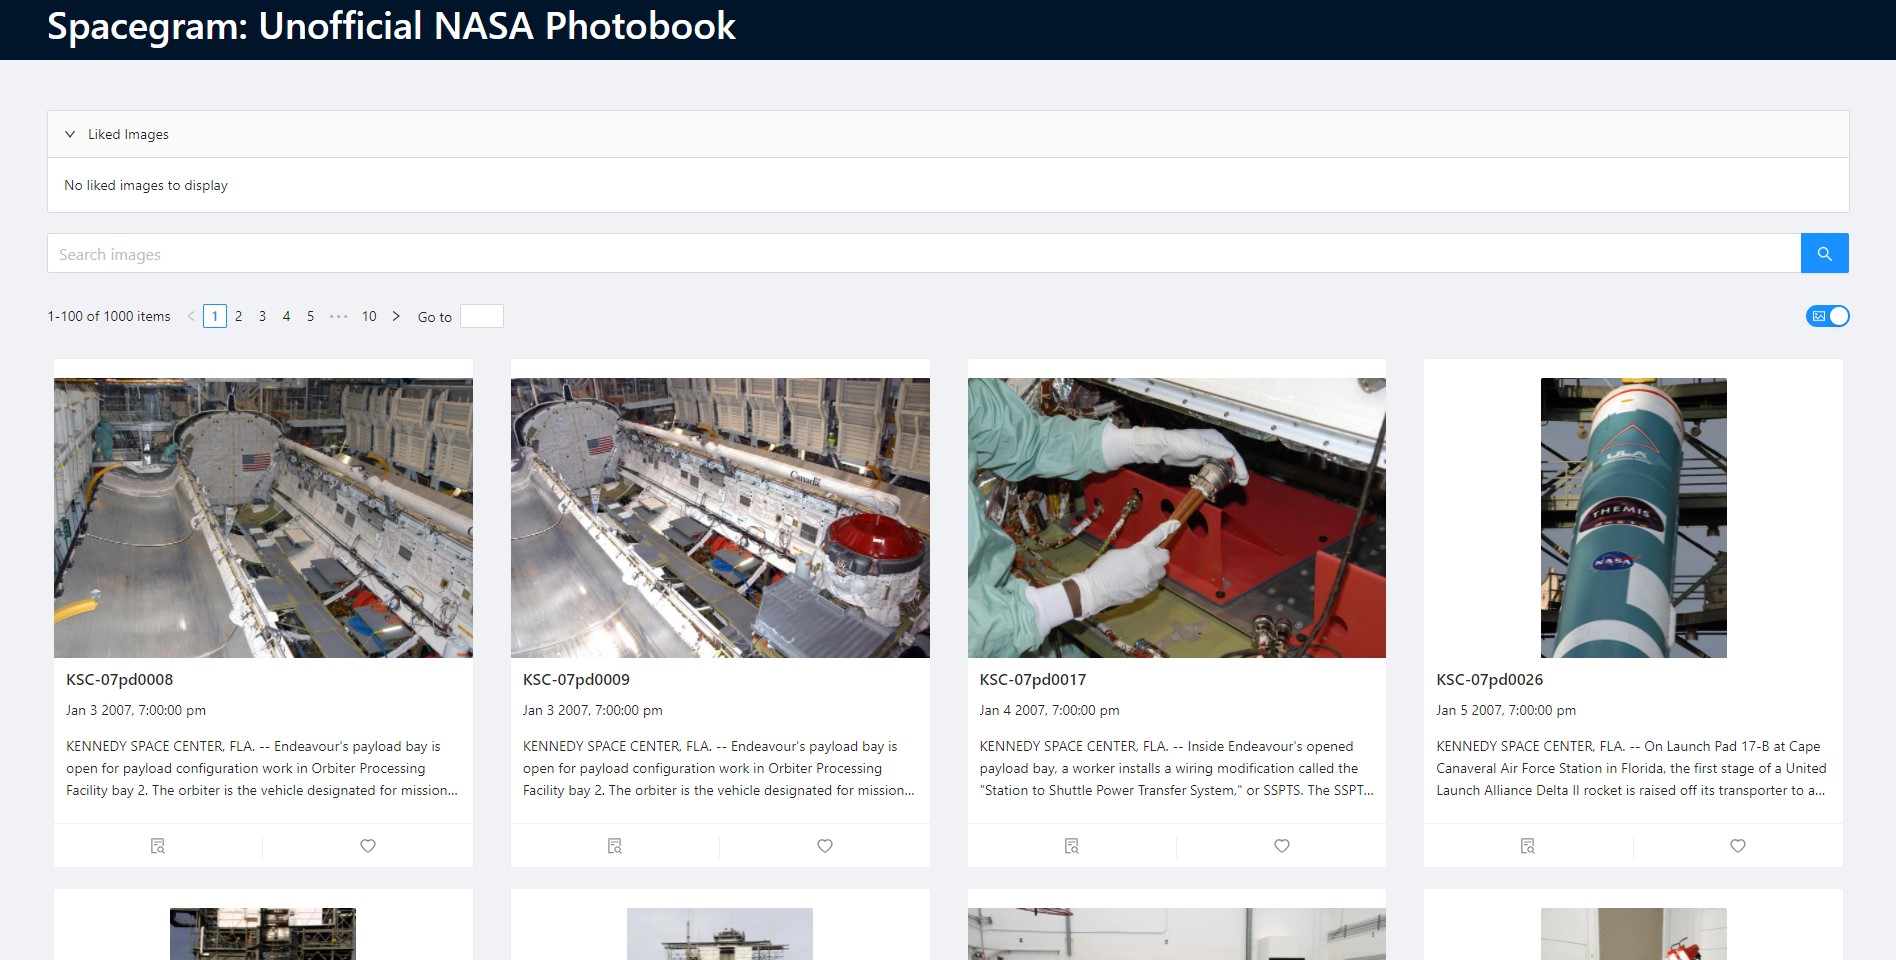 Spacegram: Unofficial NASA Photobook
Liked Images
No liked images to display
Search images
1-100 of 1000 items < 1 2 3 4 5 ••• 10 > Go to
Canada
ULA
THEMIS
NASA
KSC-07pd0008
Jan 3 2007, 7:00:00 pm
KENNEDY SPACE CENTER, FLA. -- Endeavour's payload bay is
open for payload configuration work in Orbiter Processing
Facility bay 2. The orbiter is the vehicle designated for mission...
KSC-07pd0009
Jan 3 2007, 7:00:00 pm
KENNEDY SPACE CENTER, FLA. -- Endeavour's payload bay is
open for payload configuration work in Orbiter Processing
Facility bay 2. The orbiter is the vehicle designated for mission...
KSC-07pd0017
Jan 4 2007, 7:00:00 pm
KENNEDY SPACE CENTER, FLA. -- Inside Endeavour's opened
payload bay, a worker installs a wiring modification called the
"Station to Shuttle Power Transfer System," or SSPTS. The SSPT...
KSC-07pd0026
Jan 5 2007, 7:00:00 pm
KENNEDY SPACE CENTER, FLA. -- On Launch Pad 17-B at Cape
Canaveral Air Force Station in Florida, the first stage of a United
Launch Alliance Delta II rocket is raised off its transporter to a...